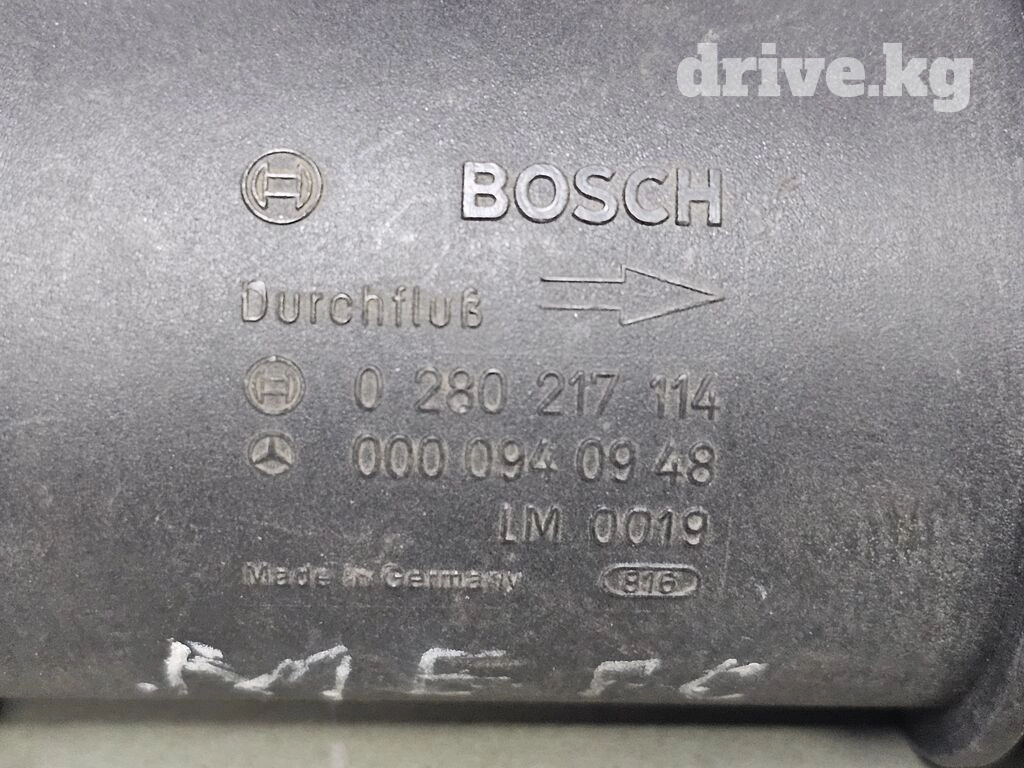 drive.kg
BOSCH
Durchfluß
0 280 217 114
000 094 09 48
LM 0019
Made in Germany 816